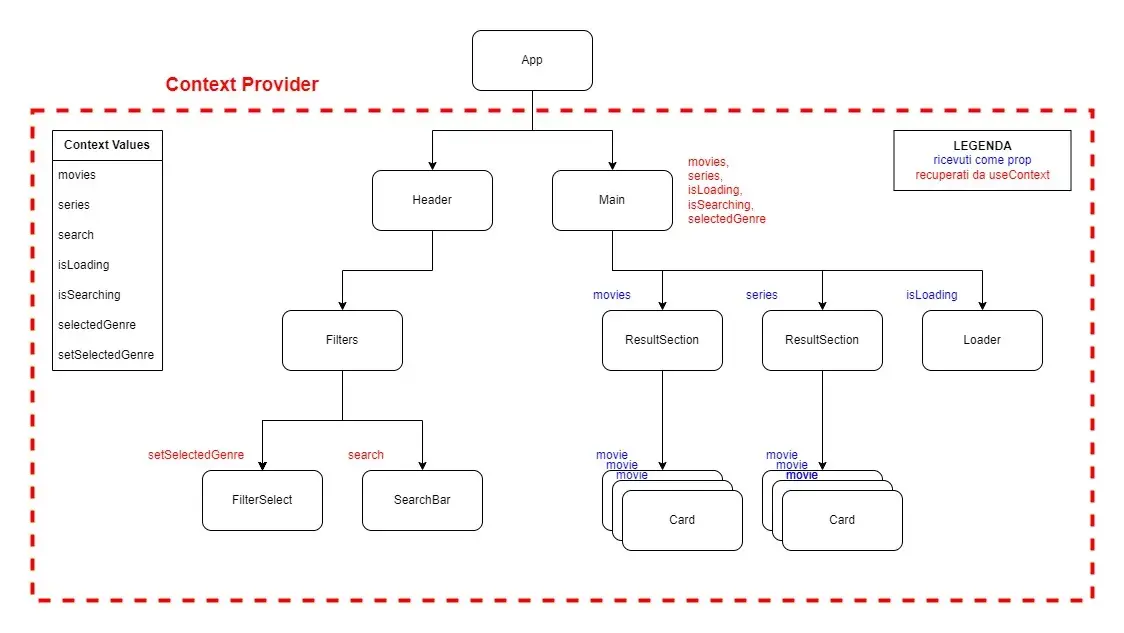 App
Context Provider
Context Values
movies
series
search
isLoading
isSearching
selectedGenre
setSelectedGenre
LEGENDA
ricevuti come prop
recuperati da useContext
Header
Main
movies,
series,
isLoading,
isSearching,
selectedGenre
Filters
movies
ResultSection
series
ResultSection
isLoading
Loader
setSelectedGenre
FilterSelect
search
SearchBar
movie
movie
movie
Card
movie
movie
movie
Card